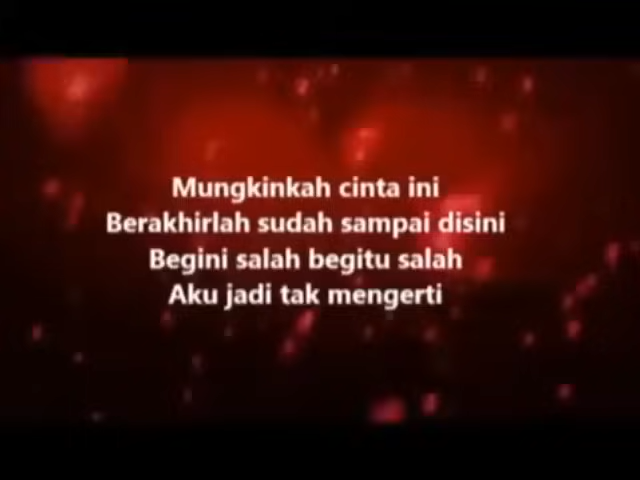 Mungkinkah cinta ini
Berakhirlah sudah sampai disini
Begini salah begitu salah
Aku jadi tak mengerti